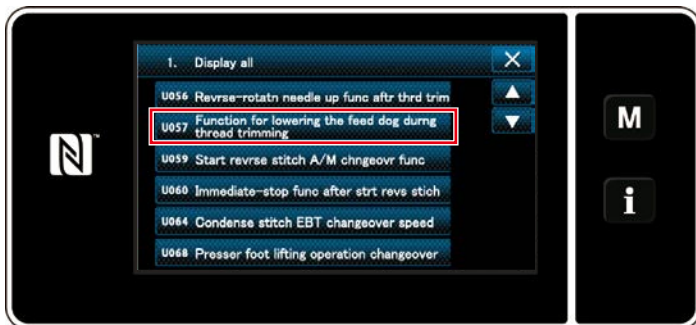 1. Display all
U056 Revrse-rotatn needle up func aftr thrd trim
U057 Function for lowering the feed dog durng
thread trimming
U059 Start revrse stitch A/M chngeovr func
U060 Immediate-stop func after strt revs stich
U064 Condense stitch EBT changeover speed
U068 Presser foot lifting operation changeover
M
i